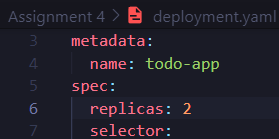 Assignment 4 > deployment.yaml
3 metadata:
4   name: todo-app
5 spec:
6   replicas: 2
7   selector: